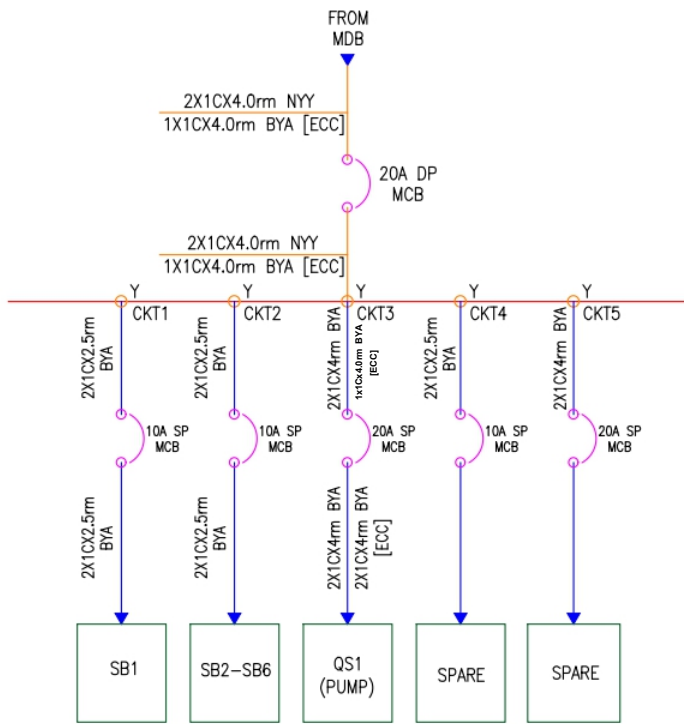 FROM
MDB
2X1CX4.0rm NYY
1X1CX4.0rm BYA [ECC]
20A DP
MCB
2X1CX4.0rm NYY
1X1CX4.0rm BYA [ECC]
Y
Y
Y
Y
Y
CKT1
CKT2
CKT3
CKT4
CKT5
2X1CX2.5rm
BYA
2X1CX2.5rm
BYA
2X1CX4rm BYA
1x1Cx4.0rm BYA
[ECC]
2X1CX2.5rm
BYA
2X1CX4rm BYA
10A SP
MCB
10A SP
MCB
20A SP
MCB
10A SP
MCB
20A SP
MCB
2X1CX2.5rm
BYA
2X1CX2.5rm
BYA
2X1CX4rm BYA
2X1CX4rm BYA
[ECC]
SB1
SB2-SB6
QS1
(PUMP)
SPARE
SPARE